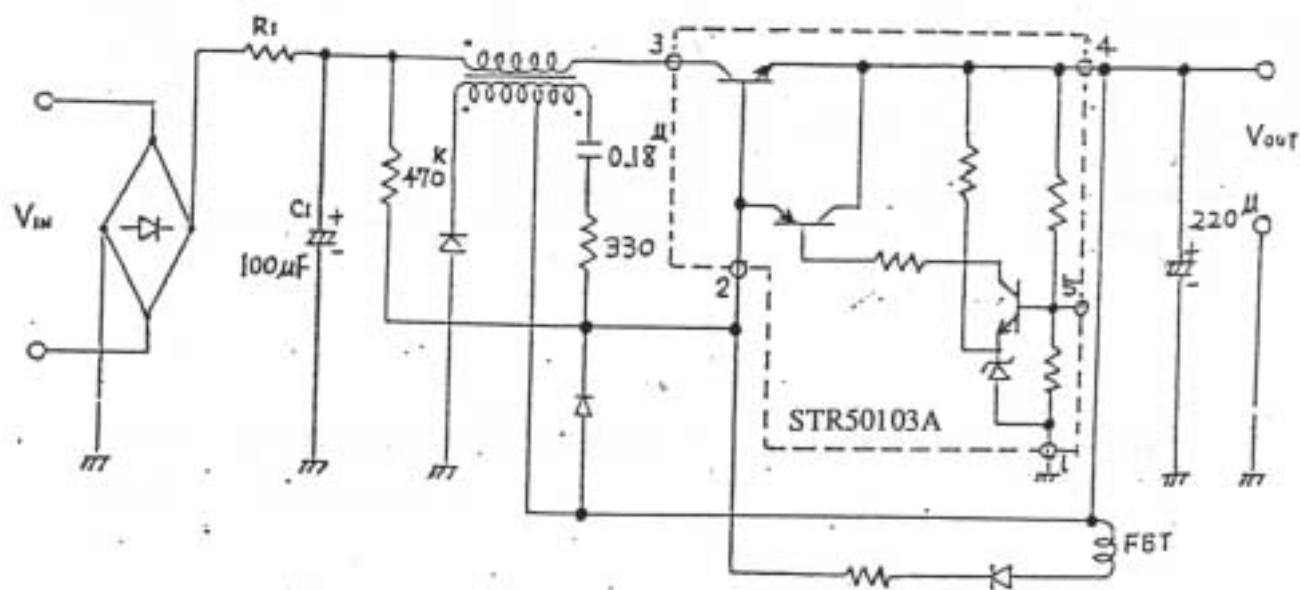 R1
3
4
VIN
C1
+
-
100µF
470K
0.18µ
330
2
5
STR50103A
1
220µ
+
-
VOUT
FBT